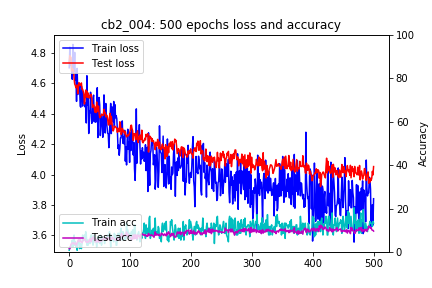 cb2_004: 500 epochs loss and accuracy
Train loss
Test loss
Train acc
Test acc
Loss
4.8
4.6
4.4
4.2
4.0
3.8
3.6
Accuracy
100
80
60
40
20
0
0 100 200 300 400 500